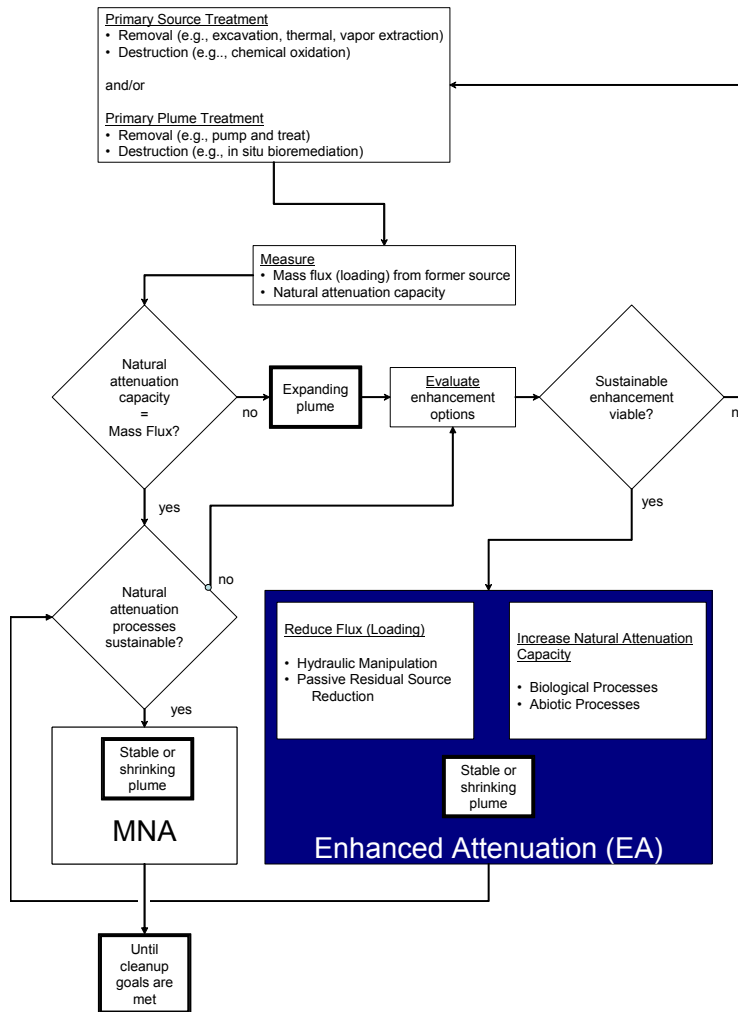 Primary Source Treatment
• Removal (e.g., excavation, thermal, vapor extraction)
• Destruction (e.g.., chemical oxidation)
and/or
Primary Plume Treatment
• Removal (e.g., pump and treat)
• Destruction (e.g., in situ bioremediation)
Measure
• Mass flux (loading) from former source
• Natural attenuation capacity
Natural
attenuation
capacity
=
Mass Flux?
no
Expanding
plume
Evaluate
enhancement
options
Sustainable
enhancement
viable?
n
yes
yes
Natural
attenuation
processes
sustainable?
no
yes
Reduce Flux (Loading)
• Hydraulic Manipulation
• Passive Residual Source
Reduction
Increase Natural Attenuation
Capacity
• Biological Processes
• Abiotic Processes
Stable or
shrinking
plume
MNA
Stable or
shrinking
plume
Enhanced Attenuation (EA)
Until
cleanup
goals are
met